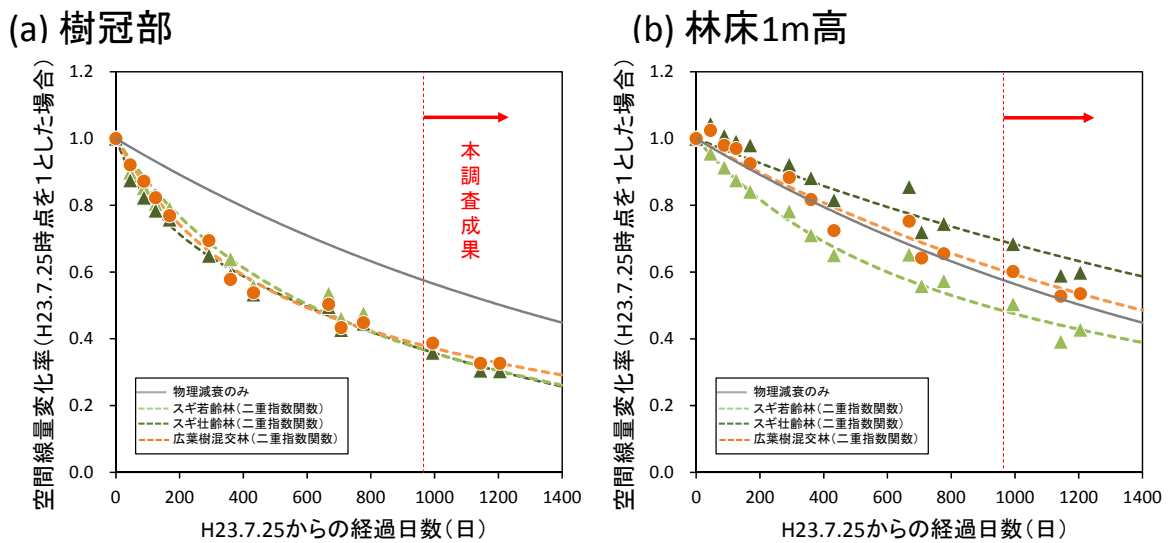 (a) 樹冠部
空間線量変化率(H23.7.25時点を1とした場合)
1.2
1.0
0.8
0.6
0.4
0.2
0.0
本調査成果
物理減衰のみ
スギ若齢林(二重指数関数)
スギ壮齢林(二重指数関数)
広葉樹混交林(二重指数関数)
0 200 400 600 800 1000 1200 1400
H23.7.25からの経過日数(日)
(b) 林床1m高
空間線量変化率(H23.7.25時点を1とした場合)
1.2
1.0
0.8
0.6
0.4
0.2
0.0
本調査成果
物理減衰のみ
スギ若齢林(二重指数関数)
スギ壮齢林(二重指数関数)
広葉樹混交林(二重指数関数)
0 200 400 600 800 1000 1200 1400
H23.7.25からの経過日数(日)